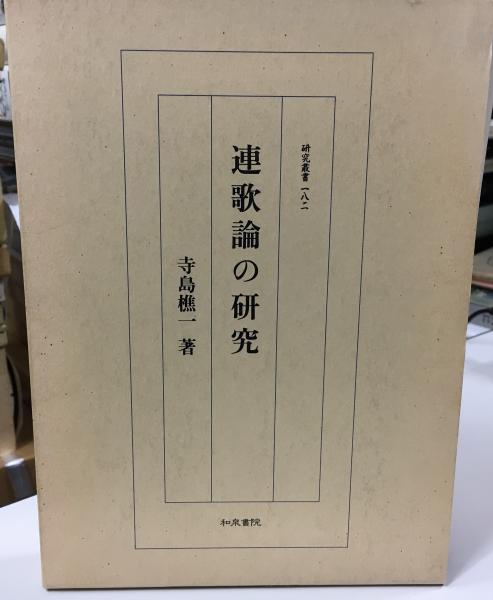 研究叢書 一八二
連歌論の研究
寺島樵一 著
和泉書院